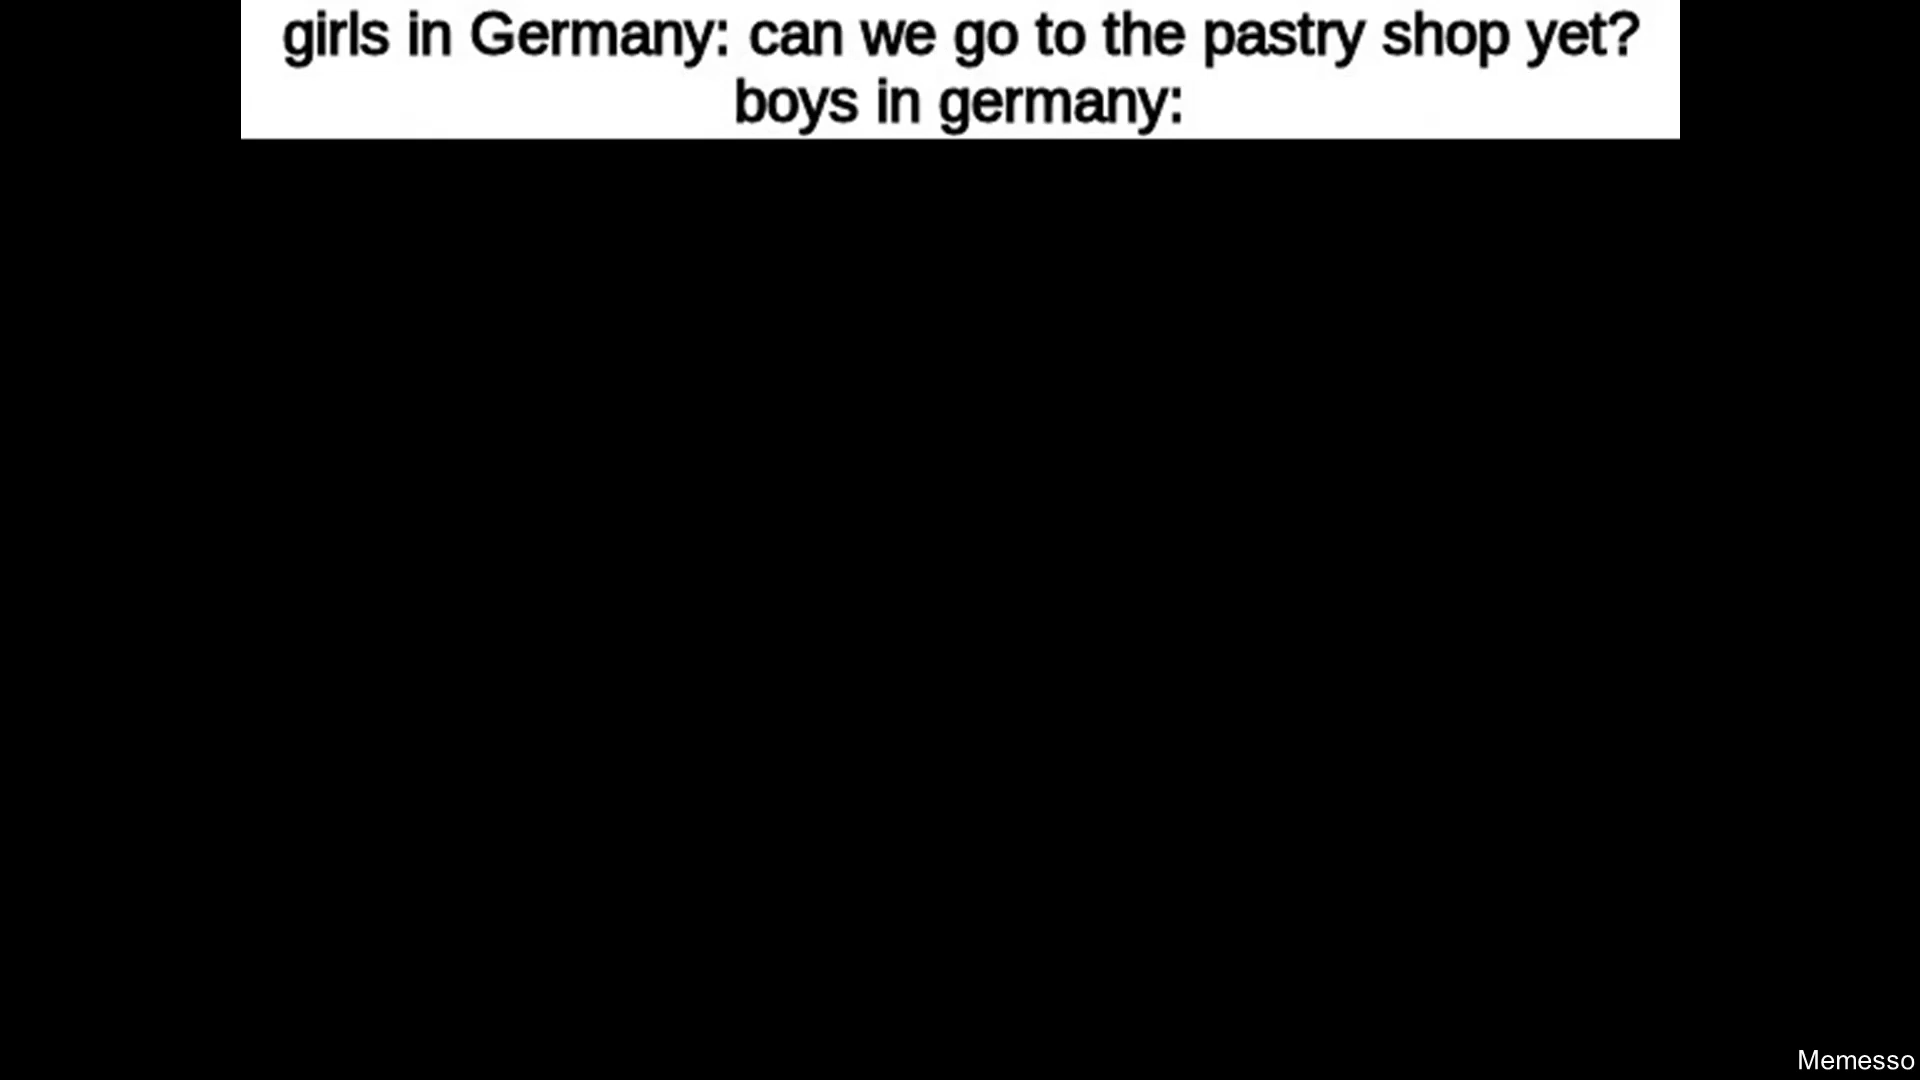 girls in Germany: can we go to the pastry shop yet?
boys in germany:
Memesso